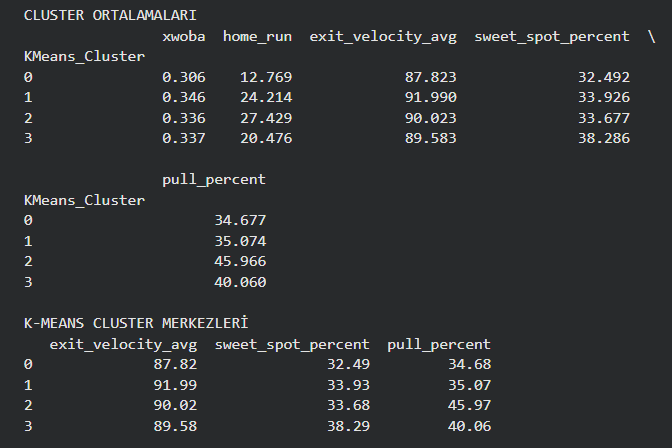 CLUSTER ORTALAMALARI
xwoba home_run exit_velocity_avg sweet_spot_percent \
KMeans_Cluster
0 0.306 12.769 87.823 32.492
1 0.346 24.214 91.990 33.926
2 0.336 27.429 90.023 33.677
3 0.337 20.476 89.583 38.286
pull_percent
KMeans_Cluster
0 34.677
1 35.074
2 45.966
3 40.060
K-MEANS CLUSTER MERKEZLERİ
exit_velocity_avg sweet_spot_percent pull_percent
0 87.82 32.49 34.68
1 91.99 33.93 35.07
2 90.02 33.68 45.97
3 89.58 38.29 40.06